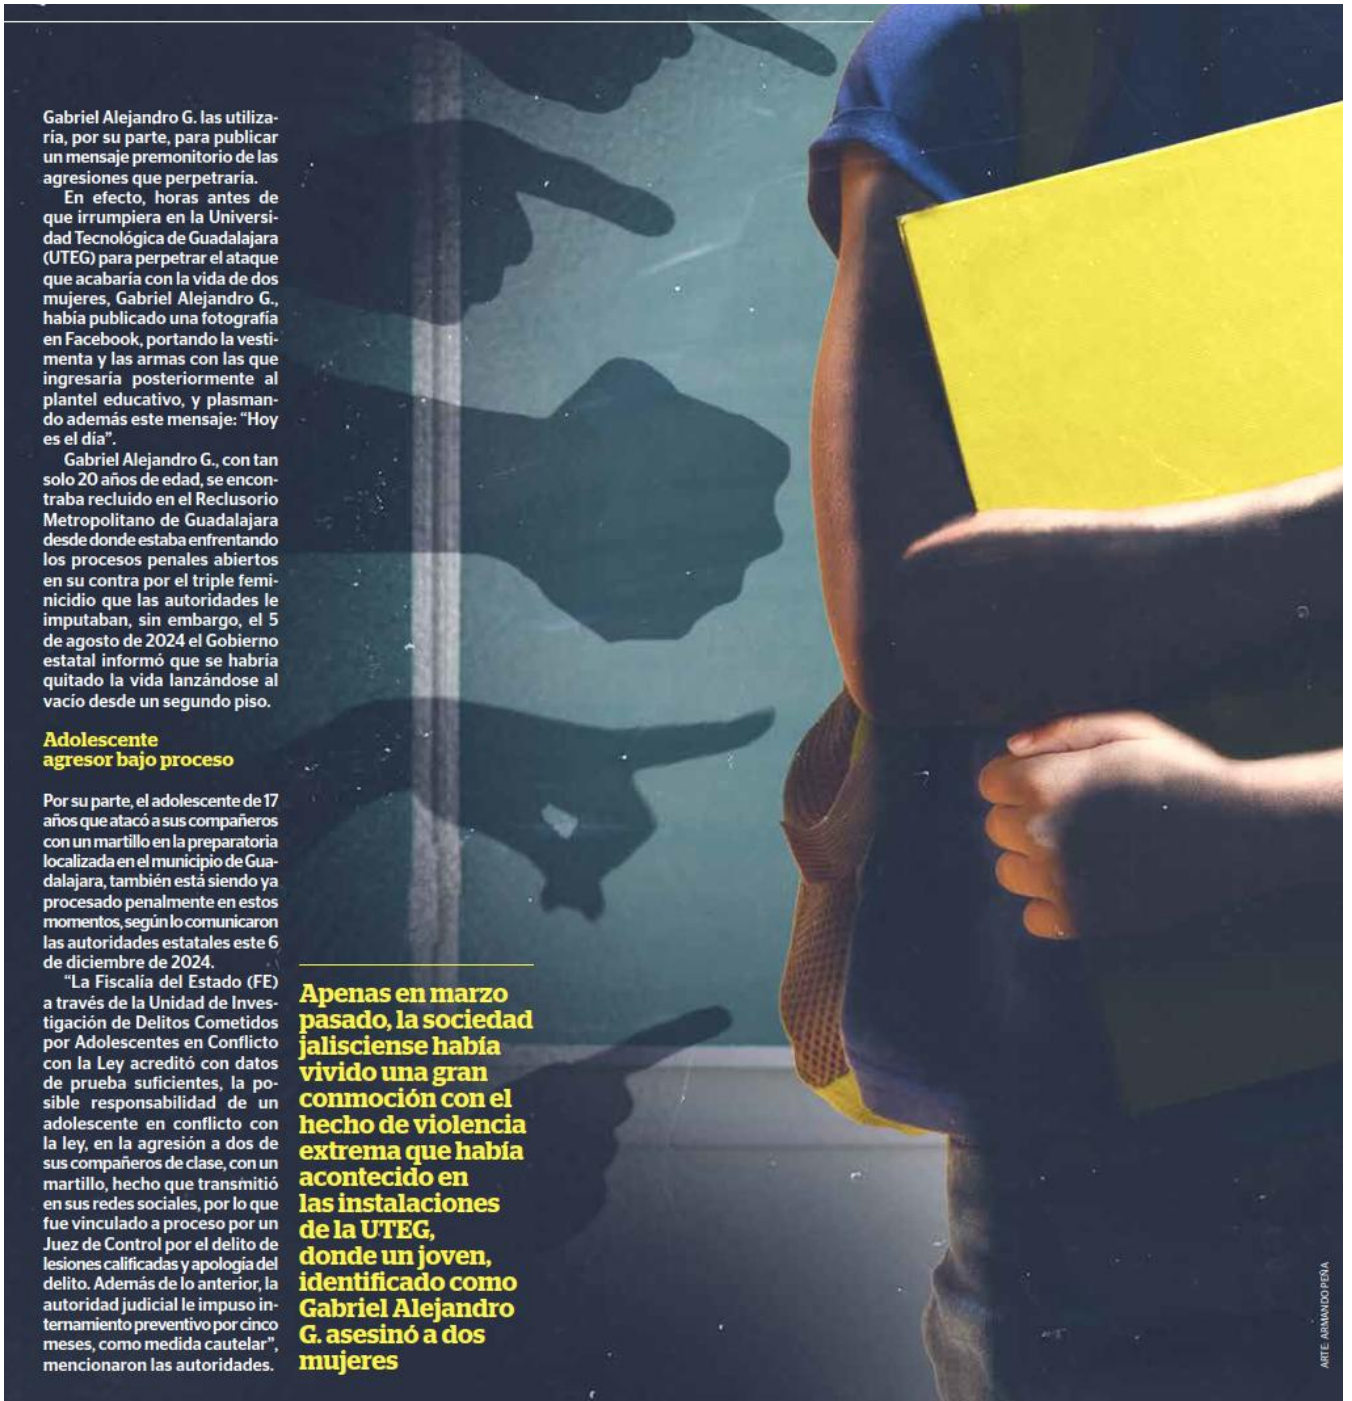 Gabriel Alejandro G. las utiliza-
ría, por su parte, para publicar
un mensaje premonitorio de las
agresiones que perpetraría.
En efecto, horas antes de
que irrumpiera en la Universi-
dad Tecnológica de Guadalajara
(UTEG) para perpetrar el ataque
que acabaría con la vida de dos
mujeres, Gabriel Alejandro G.,
había publicado una fotografía
en Facebook, portando la vesti-
menta y las armas con las que
ingresaría posteriormente al
plantel educativo, y plasman-
do además este mensaje: “Hoy
es el día”.
Gabriel Alejandro G., con tan
solo 20 años de edad, se encon-
traba recluido en el Reclusorio
Metropolitano de Guadalajara
desde donde estaba enfrentando
los procesos penales abiertos
en su contra por el triple femi-
nicidio que las autoridades le
imputaban, sin embargo, el 5
de agosto de 2024 el Gobierno
estatal informó que se habría
quitado la vida lanzándose al
vacío desde un segundo piso.
Adolescente
agresor bajo proceso
Por su parte, el adolescente de 17
años que atacó a sus compañeros
con un martillo en la preparatoria
localizada en el municipio de Gua-
dalajara, también está siendo ya
procesado penalmente en estos
momentos, según lo comunicaron
las autoridades estatales este 6
de diciembre de 2024.
“La Fiscalía del Estado (FE)
a través de la Unidad de Inves-
tigación de Delitos Cometidos
por Adolescentes en Conflicto
con la Ley acreditó con datos
de prueba suficientes, la po-
sible responsabilidad de un
adolescente en conflicto con
la ley, en la agresión a dos de
sus compañeros de clase, con un
martillo, hecho que transmitió
en sus redes sociales, por lo que
fue vinculado a proceso por un
Juez de Control por el delito de
lesiones calificadas y apología del
delito. Además de lo anterior, la
autoridad judicial le impuso in-
ternamiento preventivo por cinco
meses, como medida cautelar”,
mencionaron las autoridades.
Apenas en marzo
pasado, la sociedad
jalisciense había
vivido una gran
conmoción con el
hecho de violencia
extrema que había
acontecido en
las instalaciones
de la UTEG,
donde un joven,
identificado como
Gabriel Alejandro
G. asesinó a dos
mujeres
ARTE: ARMANDO PEÑA